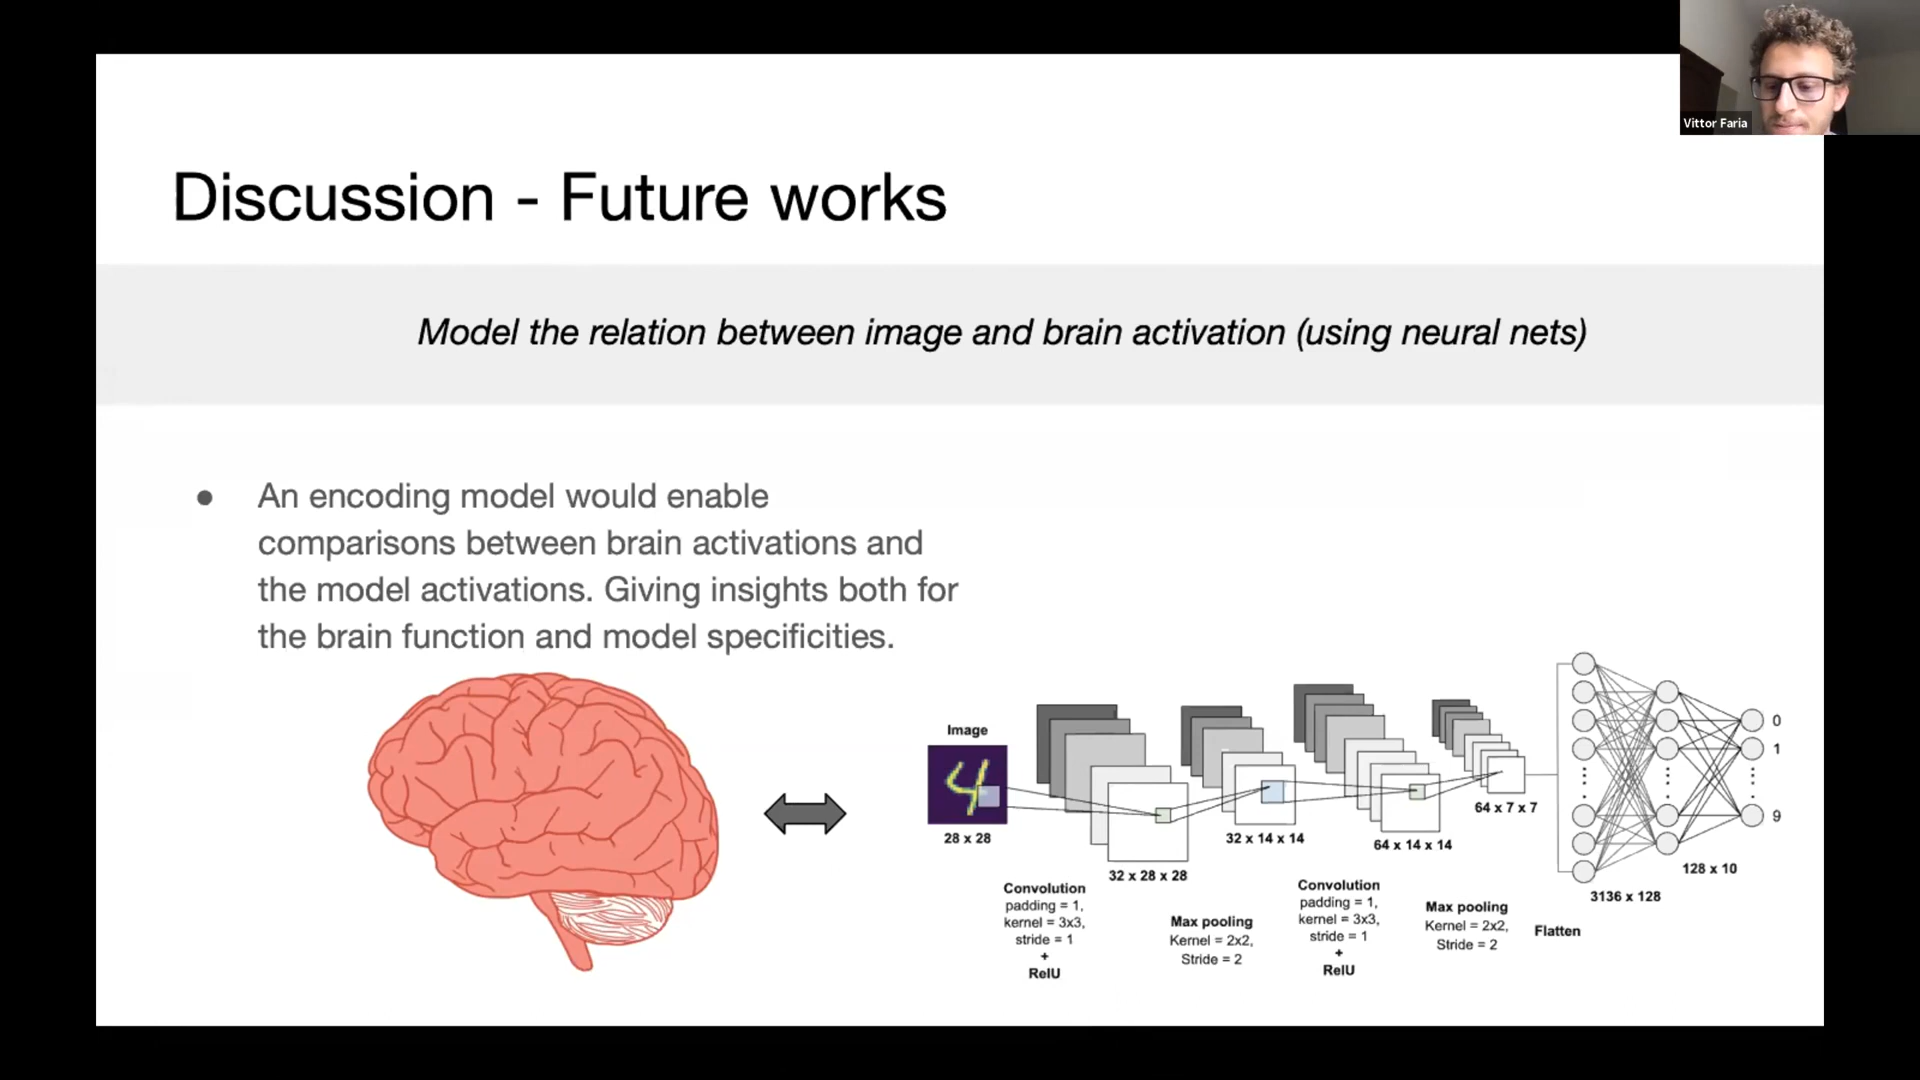 Vittor Faria
Discussion - Future works
Model the relation between image and brain activation (using neural nets)
● An encoding model would enable
comparisons between brain activations and
the model activations. Giving insights both for
the brain function and model specificities.
Image
4
28 x 28
32 x 28 x 28
32 x 14 x 14
64 x 14 x 14
64 x 7 x 7
0
1
9
3136 x 128
128 x 10
Convolution
padding = 1,
kernel = 3x3,
stride = 1
+
RelU
Max pooling
Kernel = 2x2,
Stride = 2
Convolution
padding = 1,
kernel = 3x3,
stride = 1
+
RelU
Max pooling
Kernel = 2x2,
Stride = 2
Flatten